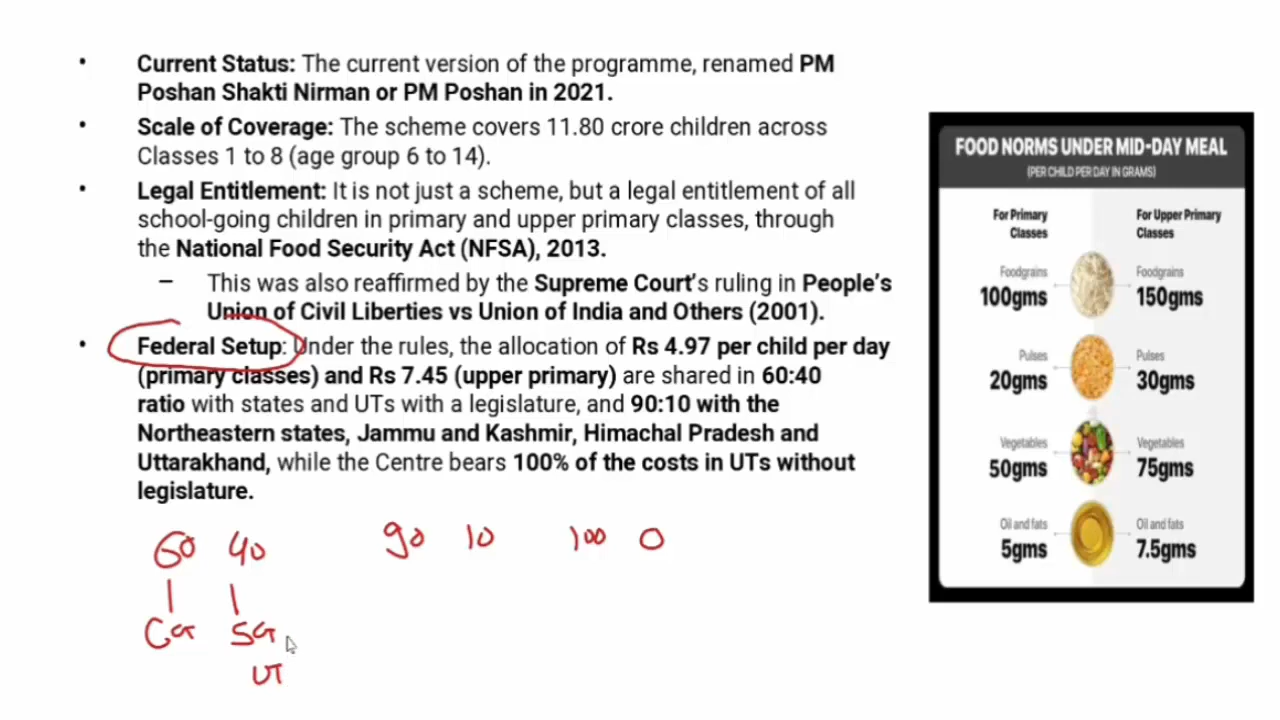 • Current Status: The current version of the programme, renamed PM
Poshan Shakti Nirman or PM Poshan in 2021.
• Scale of Coverage: The scheme covers 11.80 crore children across
Classes 1 to 8 (age group 6 to 14).
• Legal Entitlement: It is not just a scheme, but a legal entitlement of all
school-going children in primary and upper primary classes, through
the National Food Security Act (NFSA), 2013.
– This was also reaffirmed by the Supreme Court's ruling in People's
Union of Civil Liberties vs Union of India and Others (2001).
• Federal Setup: Under the rules, the allocation of Rs 4.97 per child per day
(primary classes) and Rs 7.45 (upper primary) are shared in 60:40
ratio with states and UTs with a legislature, and 90:10 with the
Northeastern states, Jammu and Kashmir, Himachal Pradesh and
Uttarakhand, while the Centre bears 100% of the costs in UTs without
legislature.
60 40 90 10 100 0
CG SG
UT
FOOD NORMS UNDER MID-DAY MEAL
(PER CHILD PER DAY IN GRAMS)
For Primary
Classes
For Upper Primary
Classes
Foodgrains
100gms
Foodgrains
150gms
Pulses
20gms
Pulses
30gms
Vegetables
50gms
Vegetables
75gms
Oil and fats
5gms
Oil and fats
7.5gms